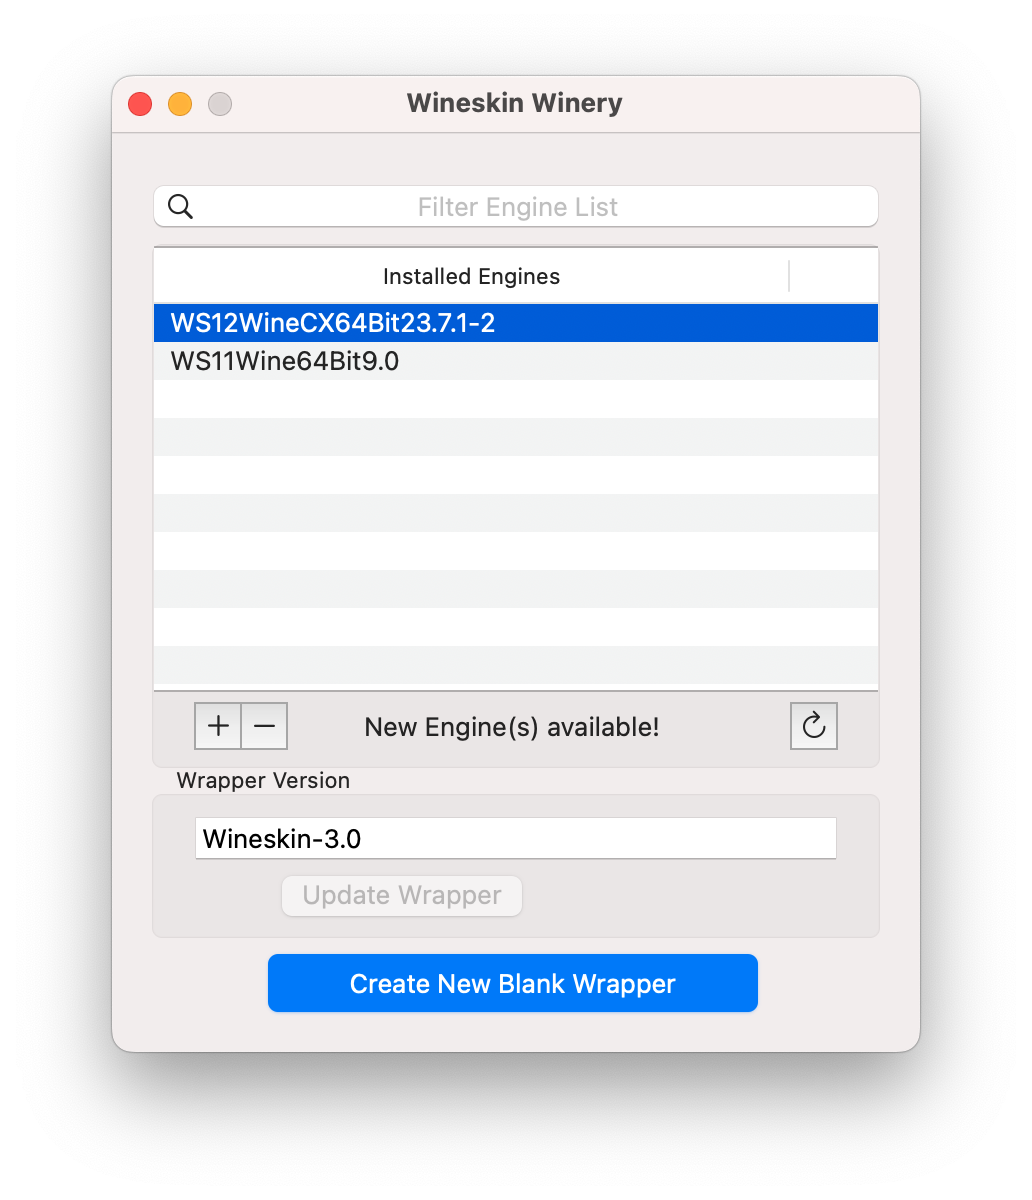 Wineskin Winery
Filter Engine List
Installed Engines
WS12WineCX64Bit23.7.1-2
WS11Wine64Bit9.0
New Engine(s) available!
Wrapper Version
Wineskin-3.0
Update Wrapper
Create New Blank Wrapper